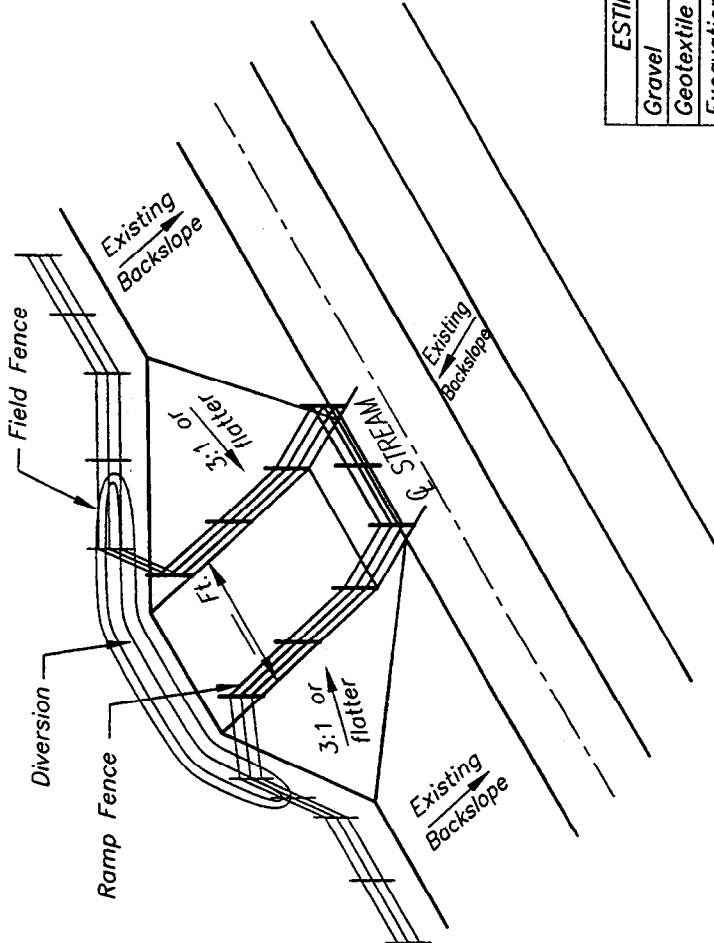 Field Fence
Diversion
Ramp Fence
Existing
Backslope
3:1 or
flatter
Ft.
3:1 or
flatter
Existing
Backslope
℄ STREAM
Existing
Backslope
ESTI
Gravel
Geotextile